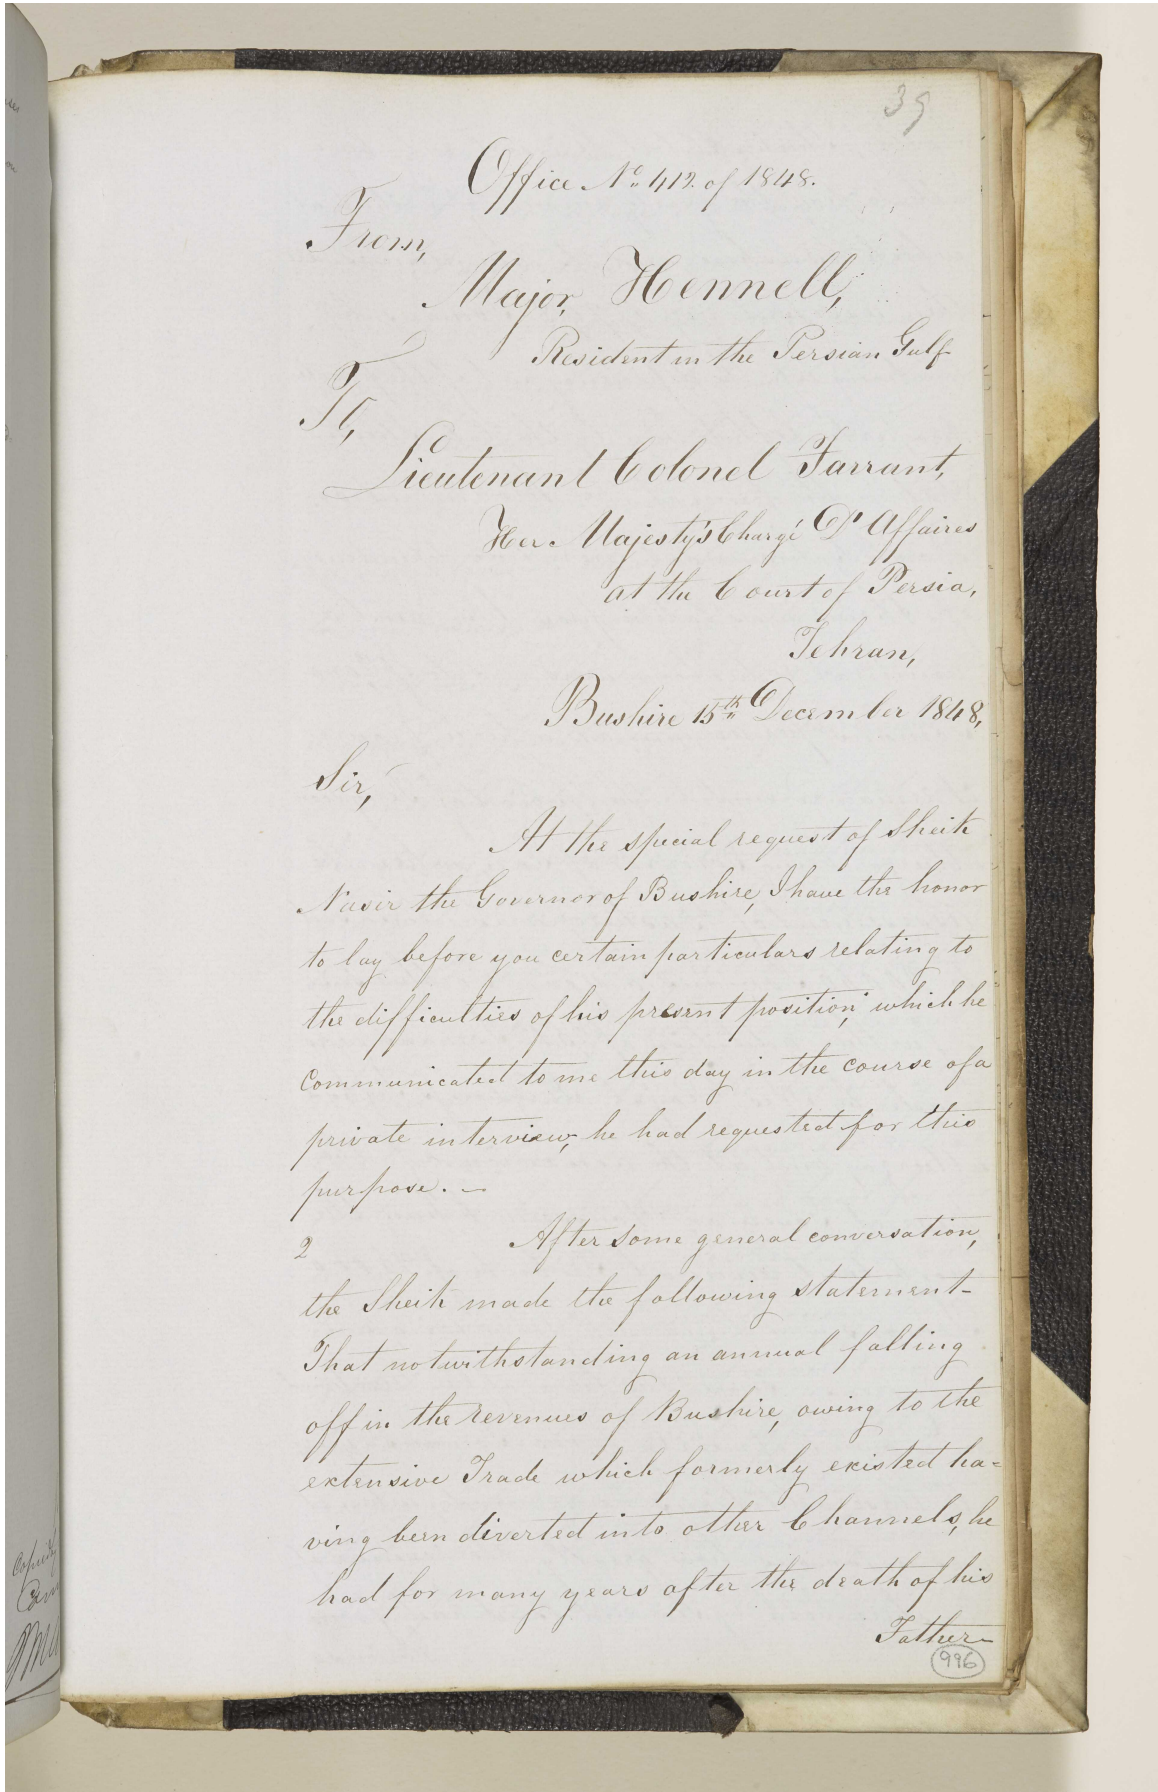 39
Office No. 412 of 1848.
From,
Major, Hennell,
Resident in the Persian Gulf
To,
Lieutenant Colonel Farrant,
Her Majesty's Chargé D'Affaires
at the Court of Persia,
Tehran,
Bushire 15th December 1848,
Sir,
At the special request of Sheik
Nasir the Governor of Bushire, I have the honor
to lay before you certain particulars relating to
the difficulties of his present position, which he
communicated to me this day in the course of a
private interview, he had requested for this
purpose. —
2 After some general conversation,
the Sheik made the following statement—
That notwithstanding an annual falling
off in the revenues of Bushire, owing to the
extensive Trade which formerly existed ha=
ving been diverted into other Channels, he
had for many years after the death of his
Father
996